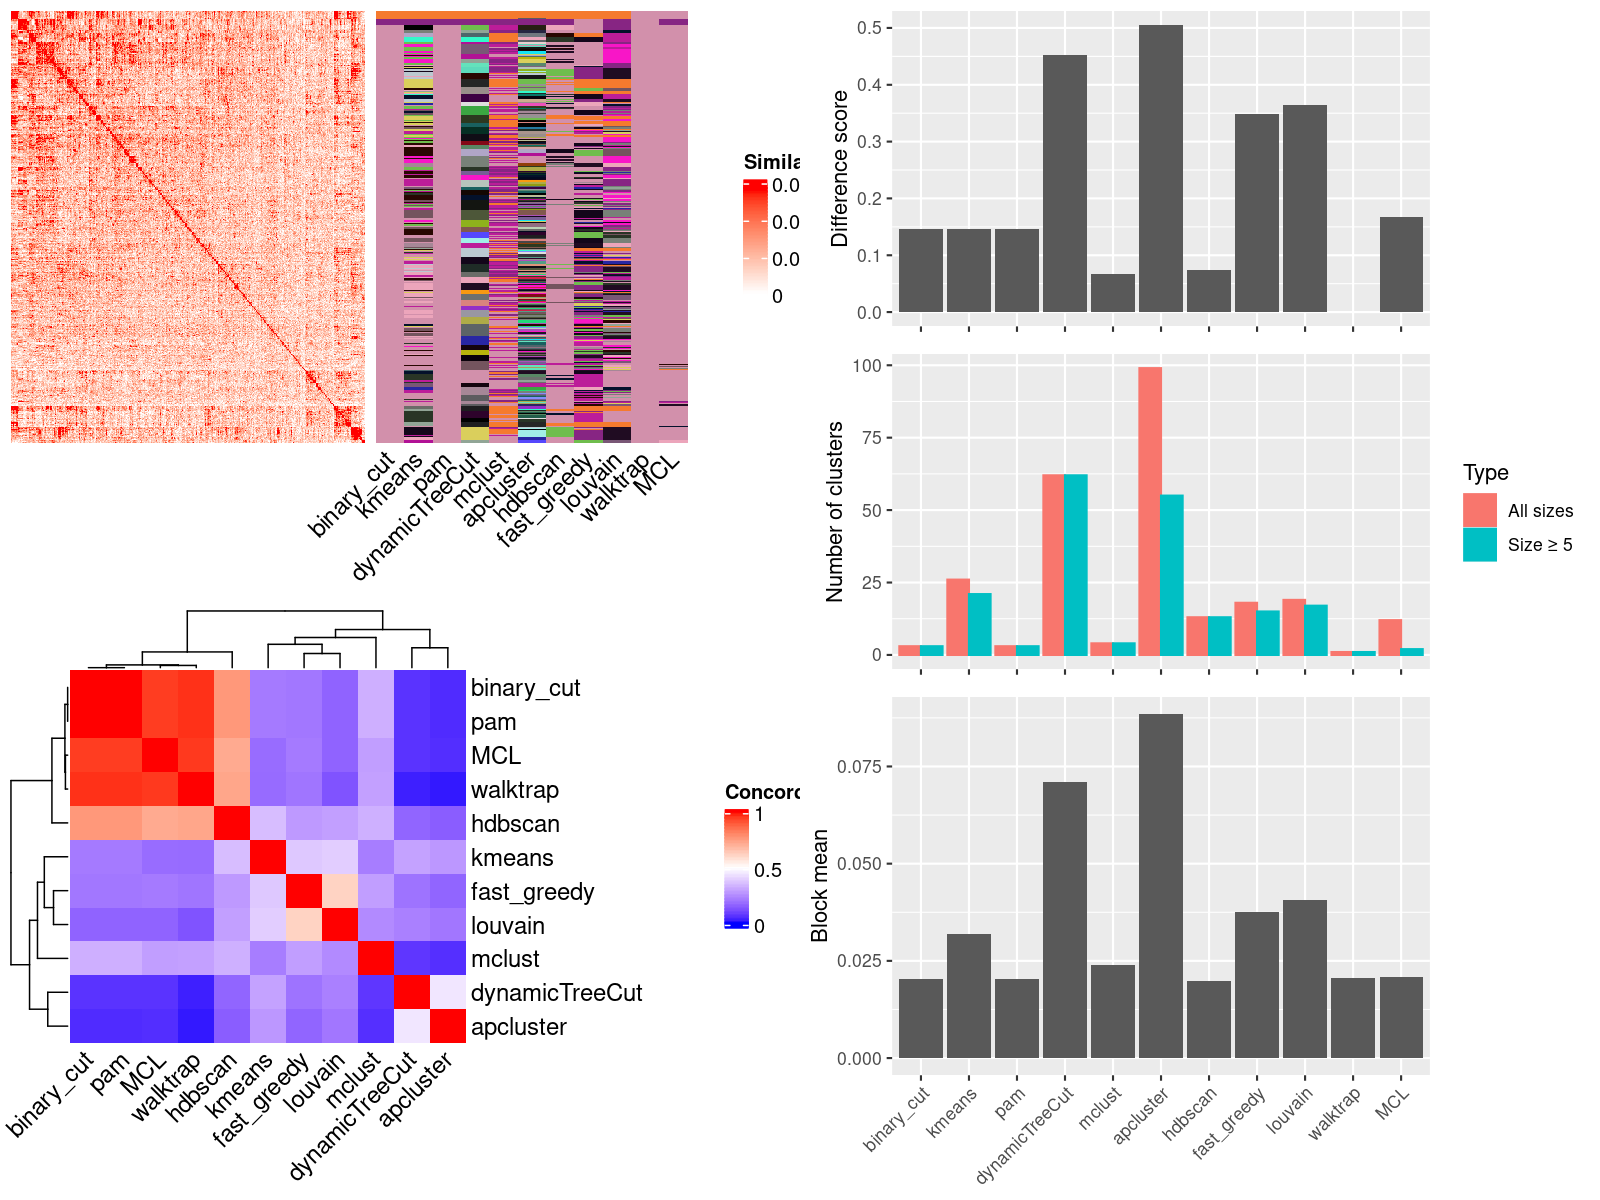 Simila
0.0
0.0
0.0
0
binary_cut
kmeans
pam
dynamicTreeCut
mclust
apcluster
hdbscan
fast_greedy
louvain
walktrap
MCL
binary_cut
pam
MCL
walktrap
hdbscan
kmeans
fast_greedy
louvain
mclust
dynamicTreeCut
apcluster
binary_cut
pam
MCL
walktrap
hdbscan
kmeans
fast_greedy
louvain
mclust
dynamicTreeCut
apcluster
Concord
1
0.5
0
Difference score
0.5
0.4
0.3
0.2
0.1
0.0
Number of clusters
100
75
50
25
0
Type
All sizes
Size ≥ 5
Block mean
0.075
0.050
0.025
0.000
binary_cut
kmeans
pam
dynamicTreeCut
mclust
apcluster
hdbscan
fast_greedy
louvain
walktrap
MCL